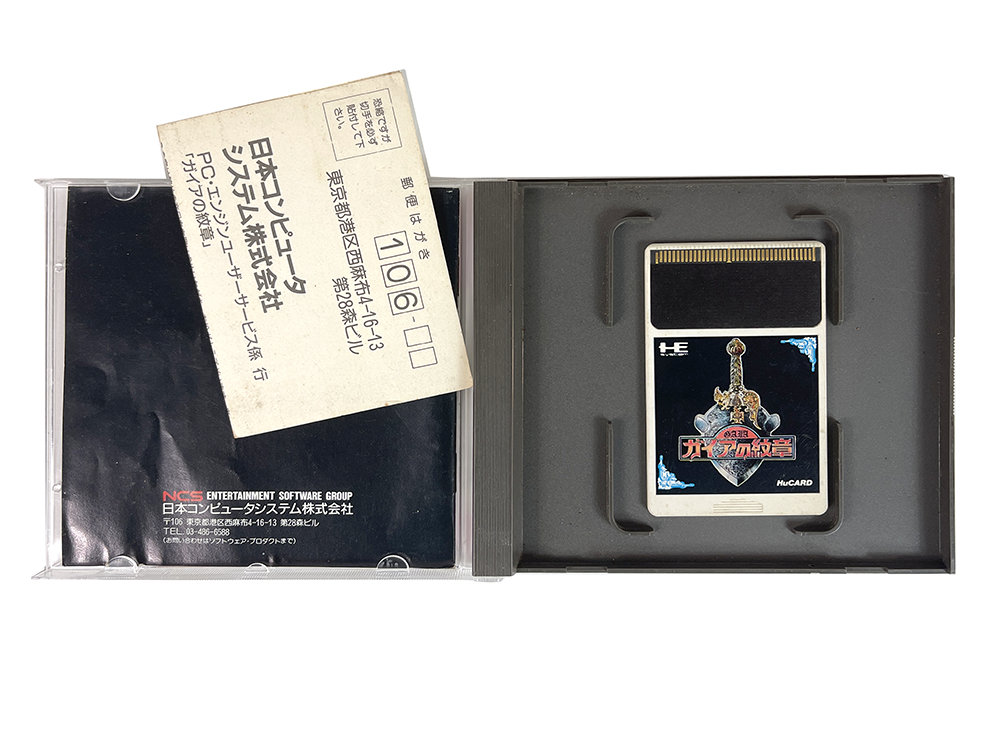 恐縮ですが
切手を必ず
貼付して下
さい。
郵便はがき
106-
東京都港区西麻布4-16-13
第28森ビル
日本コンピュータ
システム株式会社
PC・エンジンユーザーサービス係 行
「ガイアの紋章」
NCS ENTERTAINMENT SOFTWARE GROUP
日本コンピュータシステム株式会社
〒106 東京都港区西麻布4-16-13 第28森ビル
TEL. 03-486-6588
(お問い合わせはソフトウェア・プロダクトまで)
HE
SYSTEM
GAIA
ガイアの紋章
HuCARD